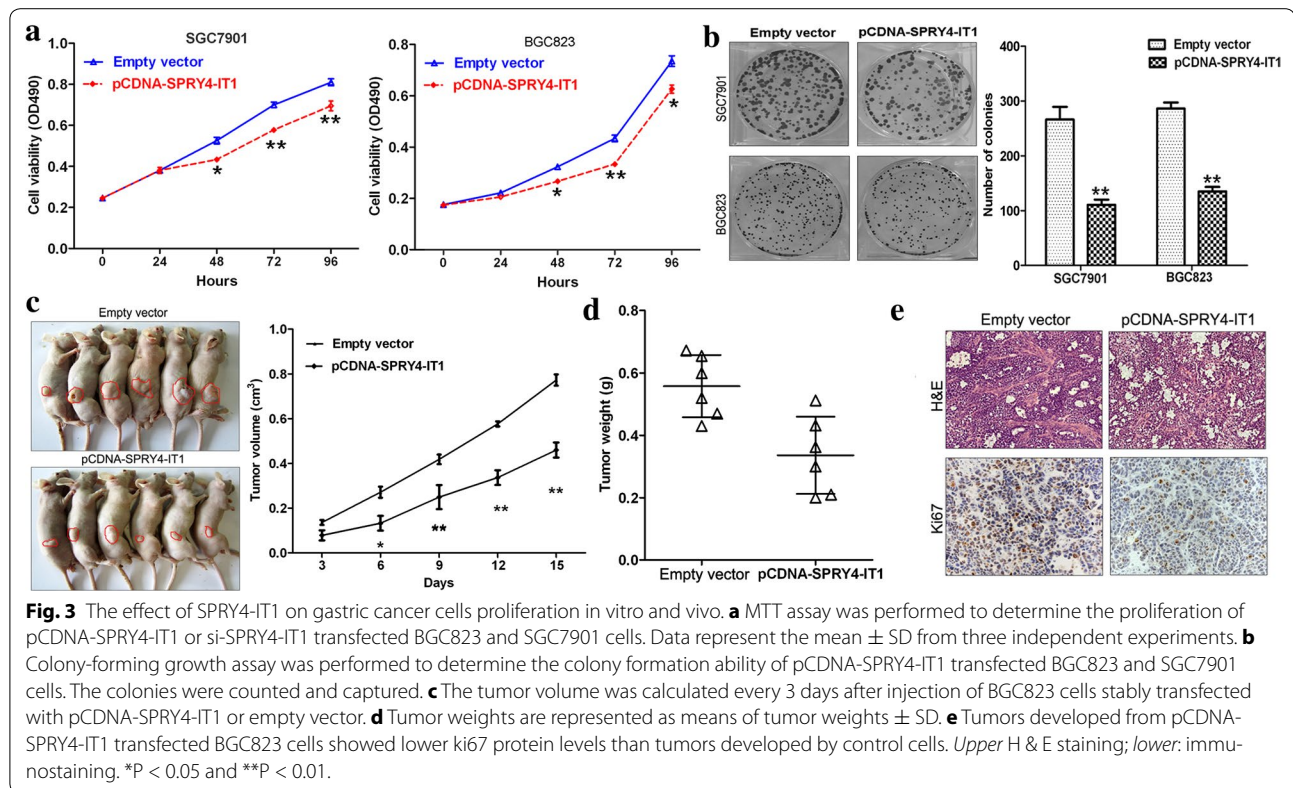 a
SGC7901
Empty vector
pCDNA-SPRY4-IT1
Cell viability (OD490)
1.0
0.8
0.6
0.4
0.2
0.0
*
**
**
0 24 48 72 96
Hours
BGC823
Empty vector
pCDNA-SPRY4-IT1
Cell viability (OD490)
0.8
0.6
0.4
0.2
0.0
*
**
*
0 24 48 72 96
Hours
b
Empty vector pCDNA-SPRY4-IT1
SGC7901
BGC823
Empty vector
pCDNA-SPRY4-IT1
Number of colonies
400
300
200
100
0
**
**
SGC7901 BGC823
c
Empty vector
pCDNA-SPRY4-IT1
Empty vector
pCDNA-SPRY4-IT1
Tumor volume (cm³)
1.0
0.8
0.6
0.4
0.2
0.0
*
**
**
**
3 6 9 12 15
Days
d
Tumor weight (g)
0.8
0.6
0.4
0.2
0.0
Empty vector pCDNA-SPRY4-IT1
e
Empty vector pCDNA-SPRY4-IT1
H&E
Ki67
Fig. 3 The effect of SPRY4-IT1 on gastric cancer cells proliferation in vitro and vivo. a MTT assay was performed to determine the proliferation of
pCDNA-SPRY4-IT1 or si-SPRY4-IT1 transfected BGC823 and SGC7901 cells. Data represent the mean ± SD from three independent experiments. b
Colony-forming growth assay was performed to determine the colony formation ability of pCDNA-SPRY4-IT1 transfected BGC823 and SGC7901
cells. The colonies were counted and captured. c The tumor volume was calculated every 3 days after injection of BGC823 cells stably transfected
with pCDNA-SPRY4-IT1 or empty vector. d Tumor weights are represented as means of tumor weights ± SD. e Tumors developed from pCDNA-
SPRY4-IT1 transfected BGC823 cells showed lower ki67 protein levels than tumors developed by control cells. Upper H & E staining; lower: immu-
nostaining. *P < 0.05 and **P < 0.01.